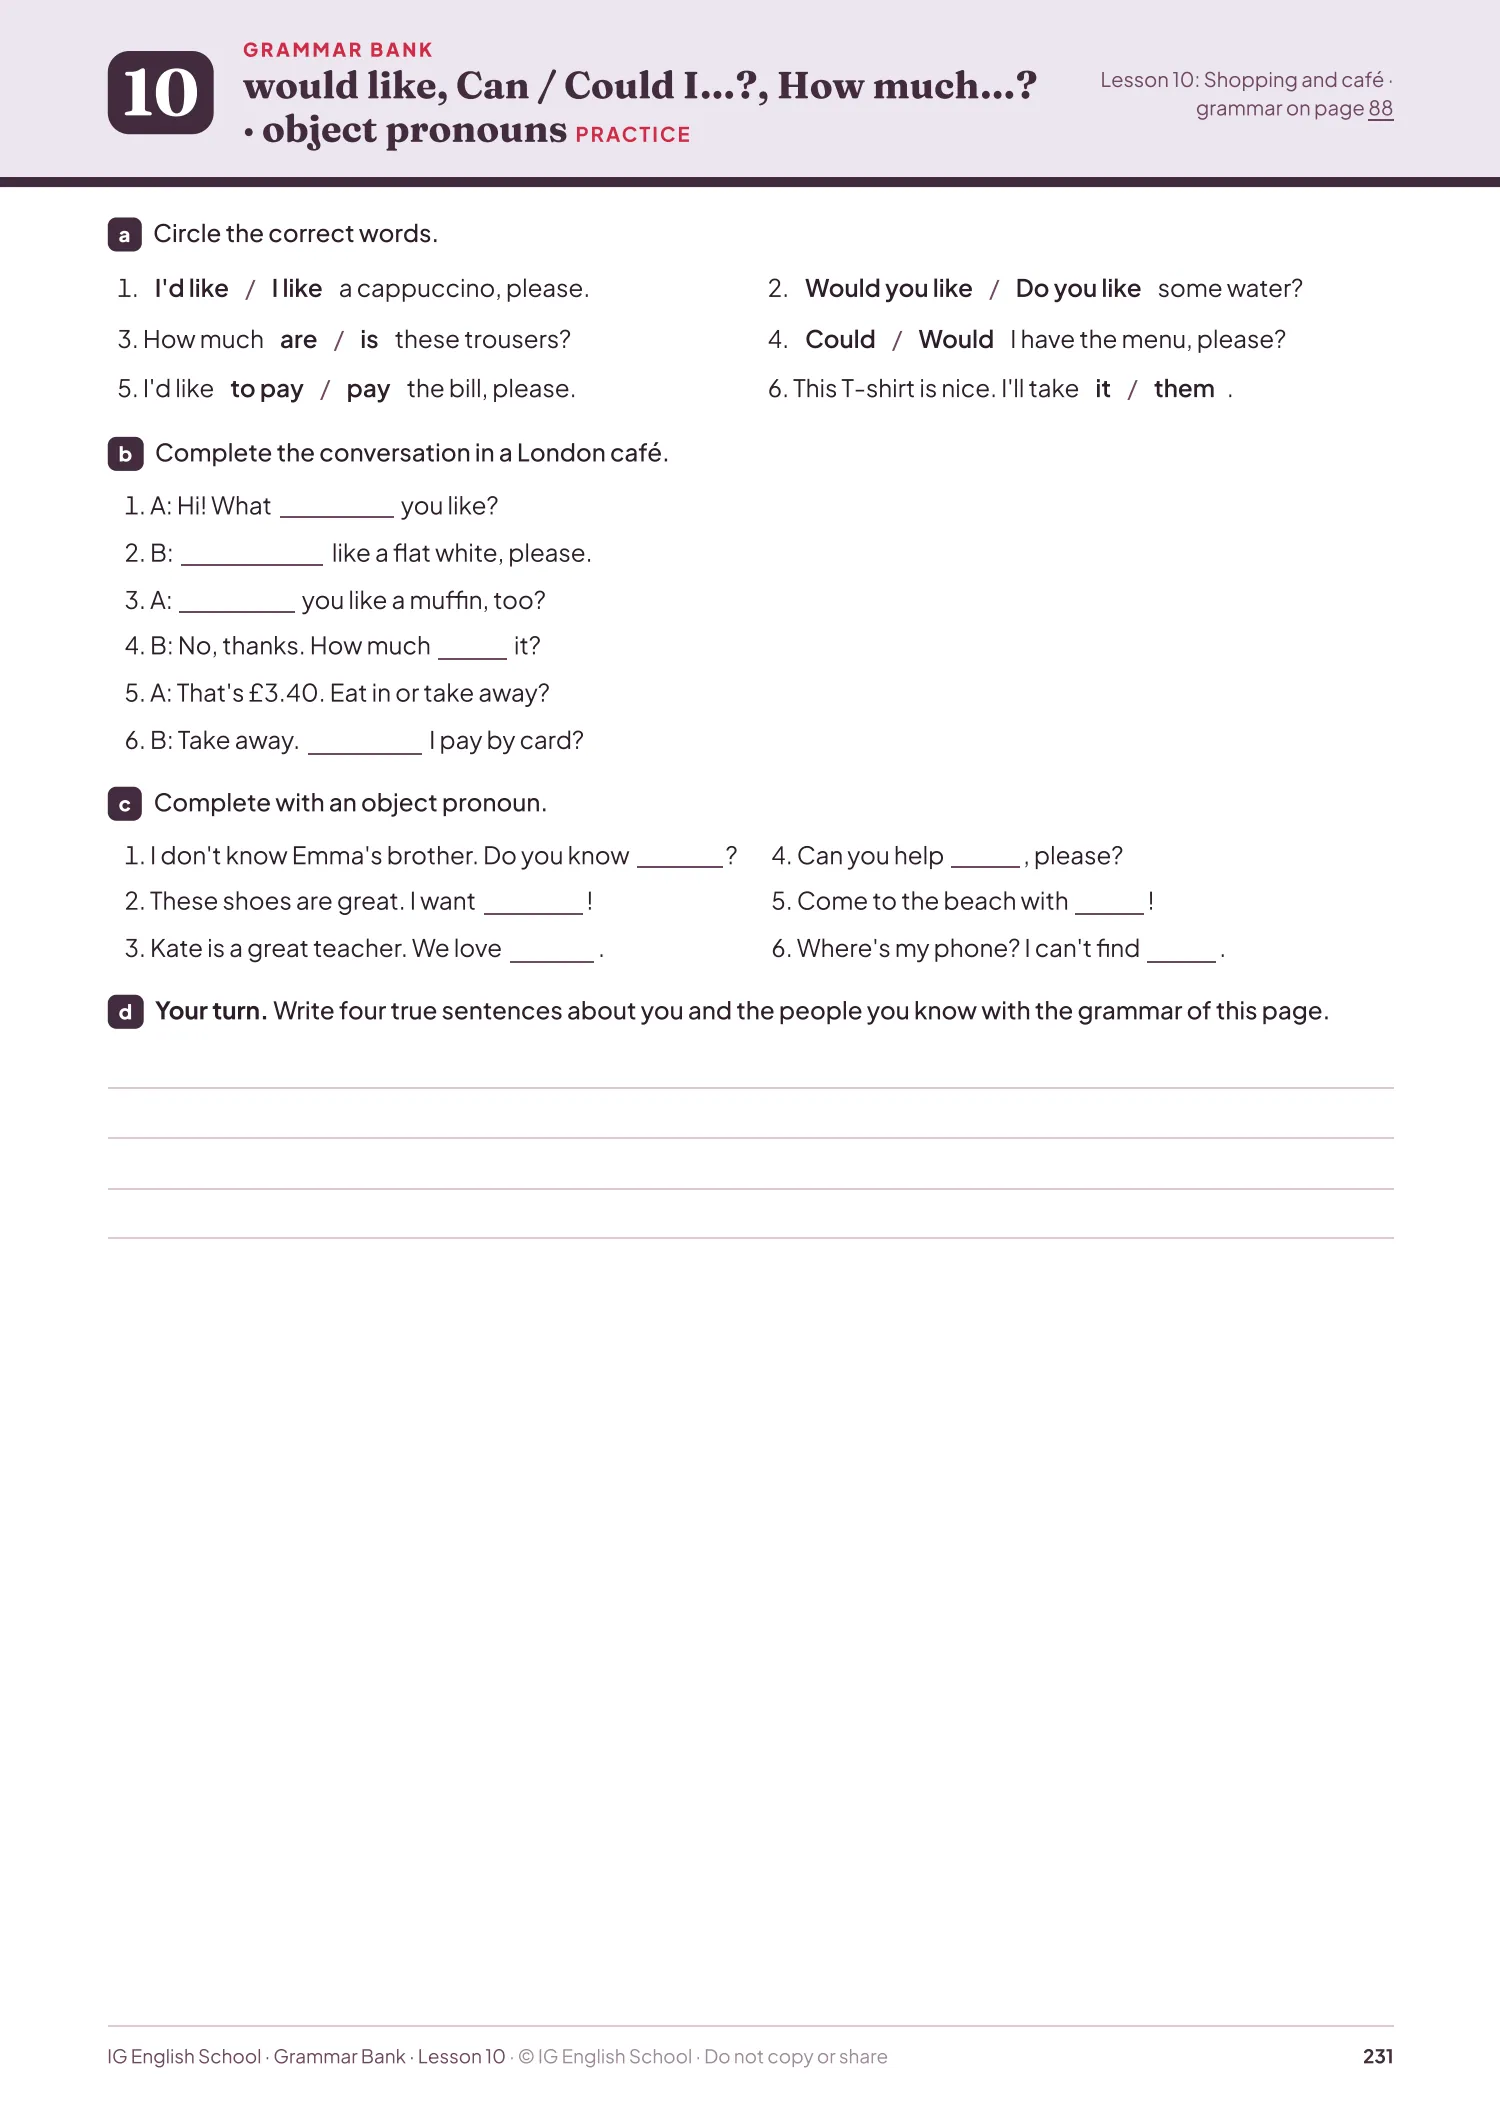 10
GRAMMAR BANK
would like, Can / Could I...?, How much...?
· object pronouns PRACTICE
Lesson 10: Shopping and café ·
grammar on page 88
a Circle the correct words.
1. I'd like / I like a cappuccino, please.
2. Would you like / Do you like some water?
3. How much are / is these trousers?
4. Could / Would I have the menu, please?
5. I'd like to pay / pay the bill, please.
6. This T-shirt is nice. I'll take it / them .
b Complete the conversation in a London café.
1. A: Hi! What ________ you like?
2. B: __________ like a flat white, please.
3. A: ________ you like a muffin, too?
4. B: No, thanks. How much _____ it?
5. A: That's £3.40. Eat in or take away?
6. B: Take away. ________ I pay by card?
c Complete with an object pronoun.
1. I don't know Emma's brother. Do you know ______?
2. These shoes are great. I want _______!
3. Kate is a great teacher. We love ______.
4. Can you help _____, please?
5. Come to the beach with _____!
6. Where's my phone? I can't find _____.
d Your turn. Write four true sentences about you and the people you know with the grammar of this page.
IG English School · Grammar Bank · Lesson 10 · © IG English School · Do not copy or share
231